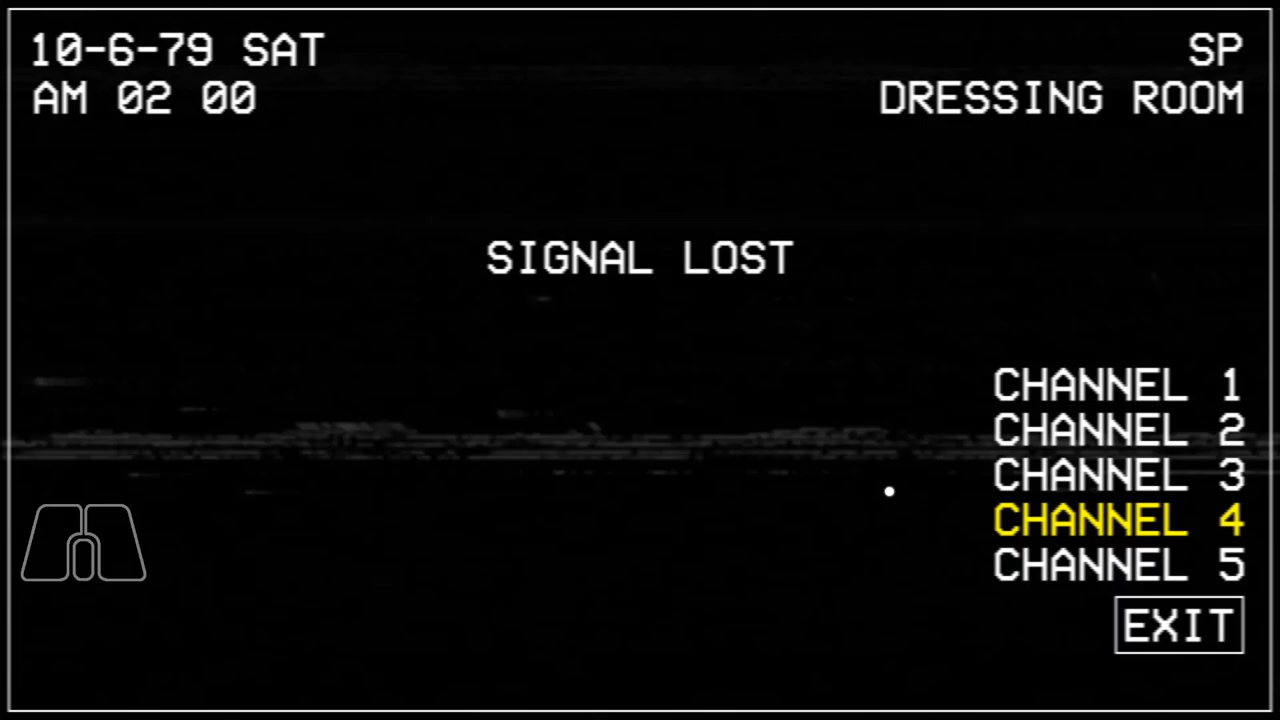 10-6-79 SAT
AM 02 00
SP
DRESSING ROOM
SIGNAL LOST
CHANNEL 1
CHANNEL 2
CHANNEL 3
CHANNEL 4
CHANNEL 5
EXIT